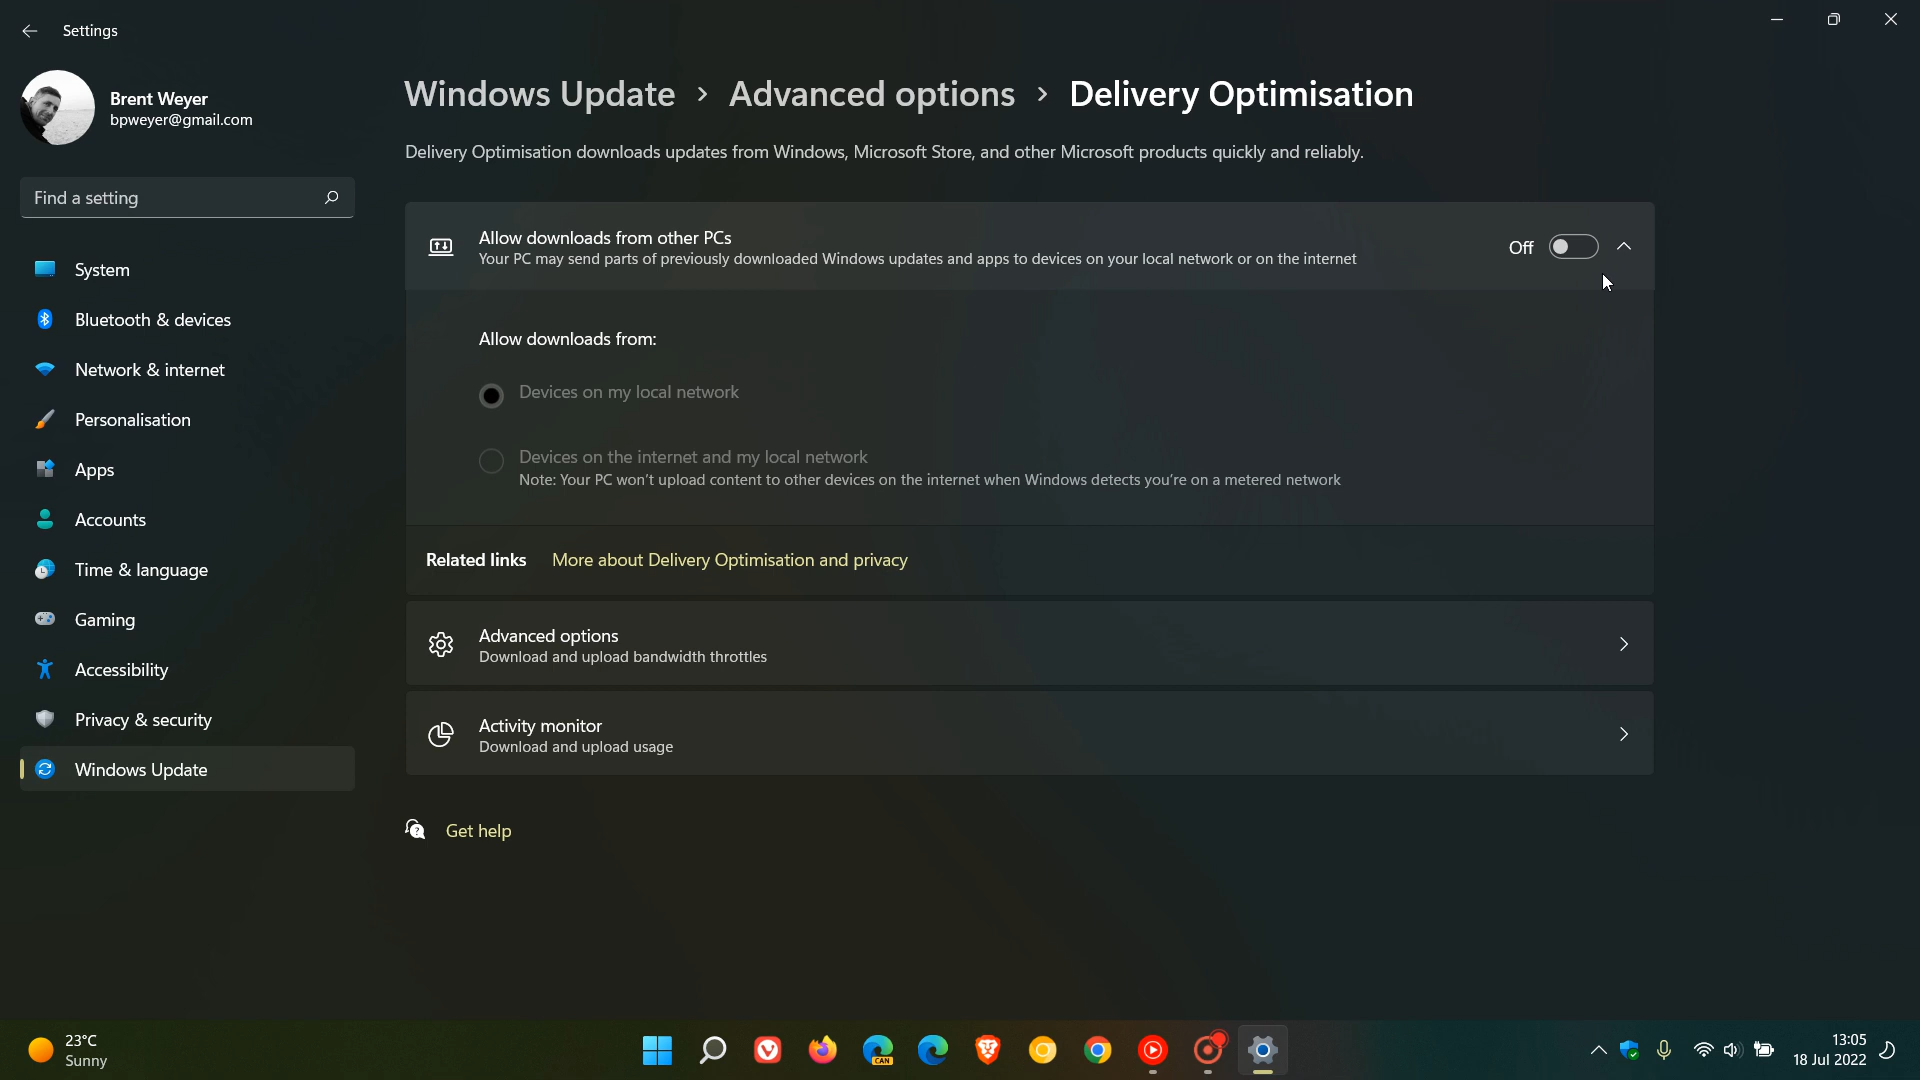 Settings
Brent Weyer
bpweyer@gmail.com
Find a setting
System
Bluetooth & devices
Network & internet
Personalisation
Apps
Accounts
Time & language
Gaming
Accessibility
Privacy & security
Windows Update
Windows Update > Advanced options > Delivery Optimisation
Delivery Optimisation downloads updates from Windows, Microsoft Store, and other Microsoft products quickly and reliably.
Allow downloads from other PCs
Your PC may send parts of previously downloaded Windows updates and apps to devices on your local network or on the internet
Off
Allow downloads from:
Devices on my local network
Devices on the internet and my local network
Note: Your PC won't upload content to other devices on the internet when Windows detects you're on a metered network
Related links More about Delivery Optimisation and privacy
Advanced options
Download and upload bandwidth throttles
Activity monitor
Download and upload usage
Get help
23°C
Sunny
CAN
13:05
18 Jul 2022